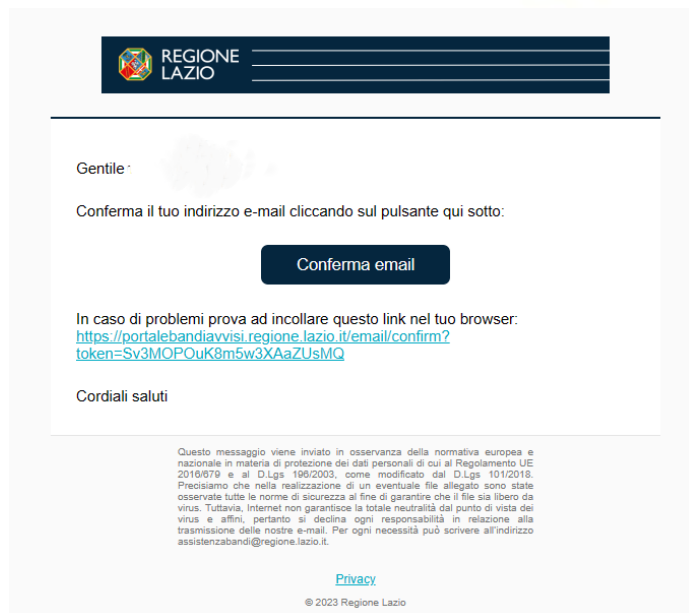 REGIONE
LAZIO
Gentile
Conferma il tuo indirizzo e-mail cliccando sul pulsante qui sotto:
Conferma email
In caso di problemi prova ad incollare questo link nel tuo browser:
https://portalebandiavvisi.regione.lazio.it/email/confirm?
token=Sv3MOPOuK8m5w3XAaZUsMQ
Cordiali saluti
Questo messaggio viene inviato in osservanza della normativa europea e
nazionale in materia di protezione dei dati personali di cui al Regolamento UE
2016/679 e al D.Lgs 196/2003, come modificato dal D.Lgs 101/2018.
Precisiamo che nella realizzazione di un eventuale file allegato sono state
osservate tutte le norme di sicurezza al fine di garantire che il file sia libero da
virus. Tuttavia, Internet non garantisce la totale neutralità dal punto di vista dei
virus e affini, pertanto si declina ogni responsabilità in relazione alla
trasmissione delle nostre e-mail. Per ogni necessità può scrivere all'indirizzo
assistenzabandi@regione.lazio.it.
Privacy
© 2023 Regione Lazio